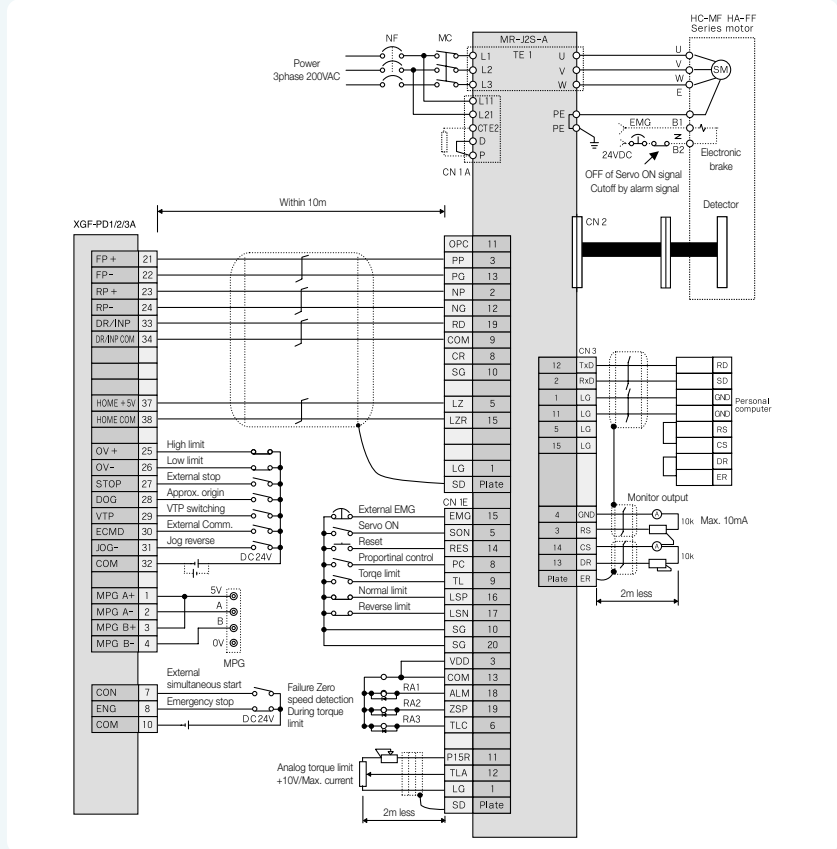 HC-MF HA-FF
Series motor
NF
MC
MR-J2S-A
TE 1
Power
3phase 200VAC
L1
L2
L3
U
V
W
U
V
W
E
SM
L11
L21
CTE2
D
P
PE
PE
CN 1A
EMG
B1
B2
24VDC
Electronic
brake
OFF of Servo ON signal
Cutoff by alarm signal
Within 10m
CN 2
Detector
XGF-PD1/2/3A
FP + 21
FP- 22
RP + 23
RP- 24
DR/INP 33
DR/INP COM 34
HOME + 5V 37
HOME COM 38
OV + 25 High limit
OV- 26 Low limit
STOP 27 External stop
DOG 28 Approx. origin
VTP 29 VTP switching
ECMD 30 External Comm.
JOG- 31 Jog reverse
COM 32
DC24V
MPG A+ 1
MPG A- 2
MPG B+ 3
MPG B- 4
5V
A
B
0V
MPG
CON 7
ENG 8
COM 10
External
simultaneous start
Emergency stop
DC24V
OPC 11
PP 3
PG 13
NP 2
NG 12
RD 19
COM 9
CR 8
SG 10
LZ 5
LZR 15
LG 1
SD Plate
CN 1E
External EMG EMG 15
Servo ON SON 5
Reset RES 14
Proportinal control PC 8
Torqe limit TL 9
Normal limit LSP 16
Reverse limit LSN 17
SG 10
SG 20
VDD 3
COM 13
RA1 ALM 18
RA2 ZSP 19
RA3 TLC 6
Failure Zero
speed detection
During torque
limit
P15R 11
TLA 12
LG 1
SD Plate
Analog torque limit
+10V/Max. current
2m less
CN 3
12 TxD
2 RxD
1 LG
11 LG
5 LG
15 LG
RD
SD
GND
GND
RS
CS
DR
ER
Personal
computer
Monitor output
4 GND
3 RS
14 CS
13 DR
Plate ER
A
10k
Max. 10mA
A
10k
2m less